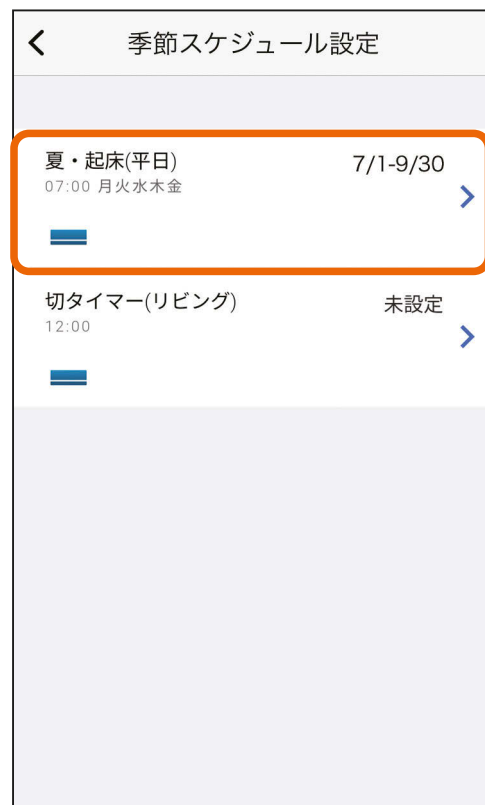 季節スケジュール設定
夏・起床(平日) 7/1-9/30
07:00 月火水木金
切タイマー(リビング) 未設定
12:00